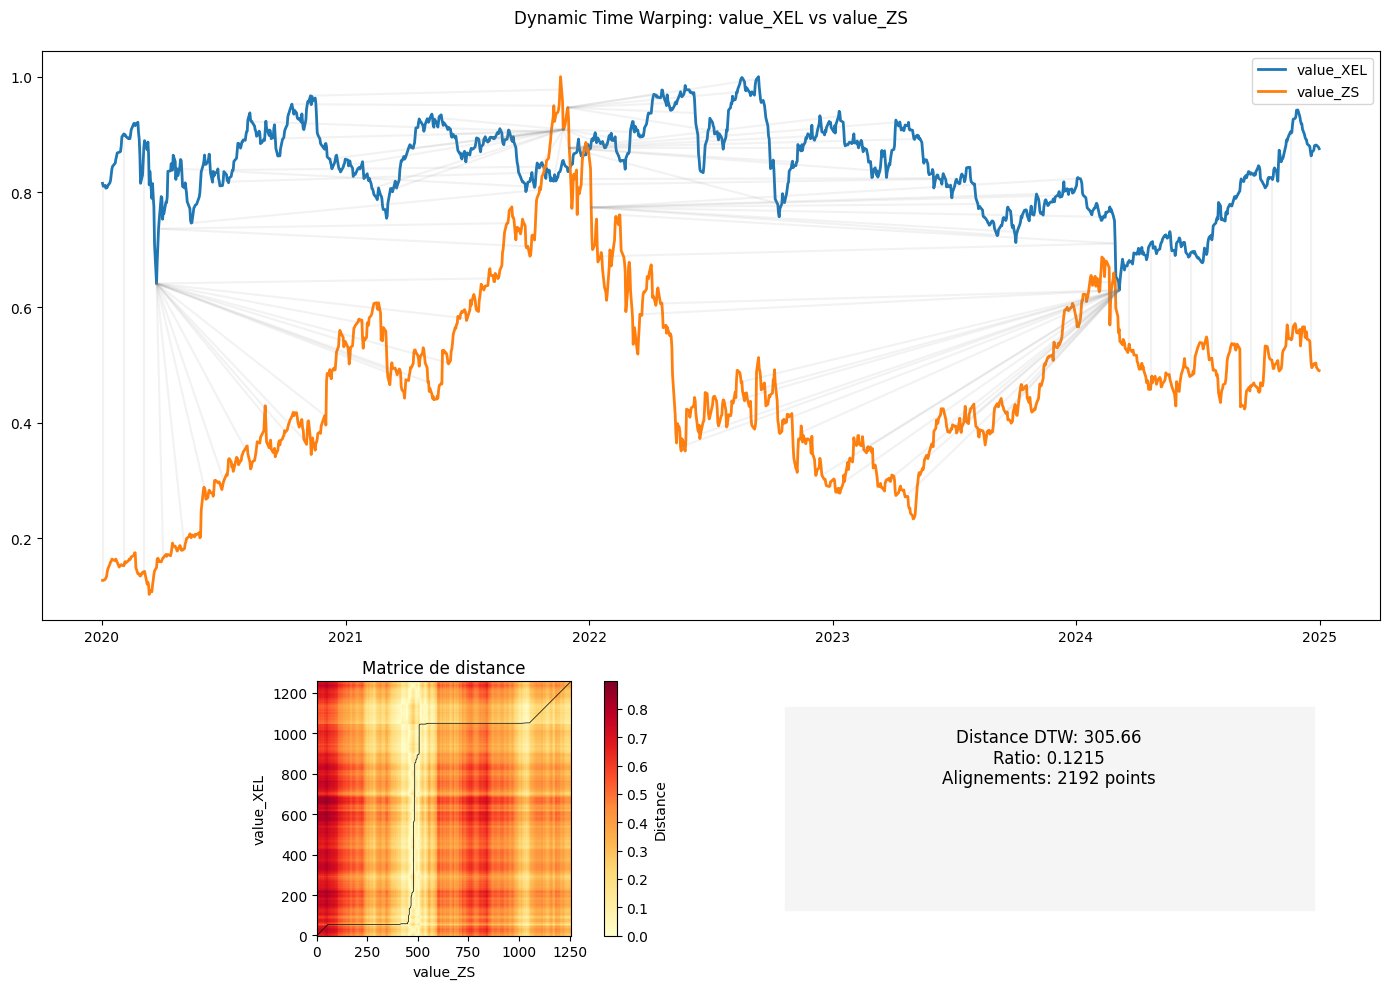 Dynamic Time Warping: value_XEL vs value_ZS
value_XEL
value_ZS
1.0
0.8
0.6
0.4
0.2
2020 2021 2022 2023 2024 2025
Matrice de distance
value_XEL
1200
1000
800
600
400
200
0
0 250 500 750 1000 1250
value_ZS
0.8
0.7
0.6
0.5
0.4
0.3
0.2
0.1
0.0
Distance
Distance DTW: 305.66
Ratio: 0.1215
Alignements: 2192 points